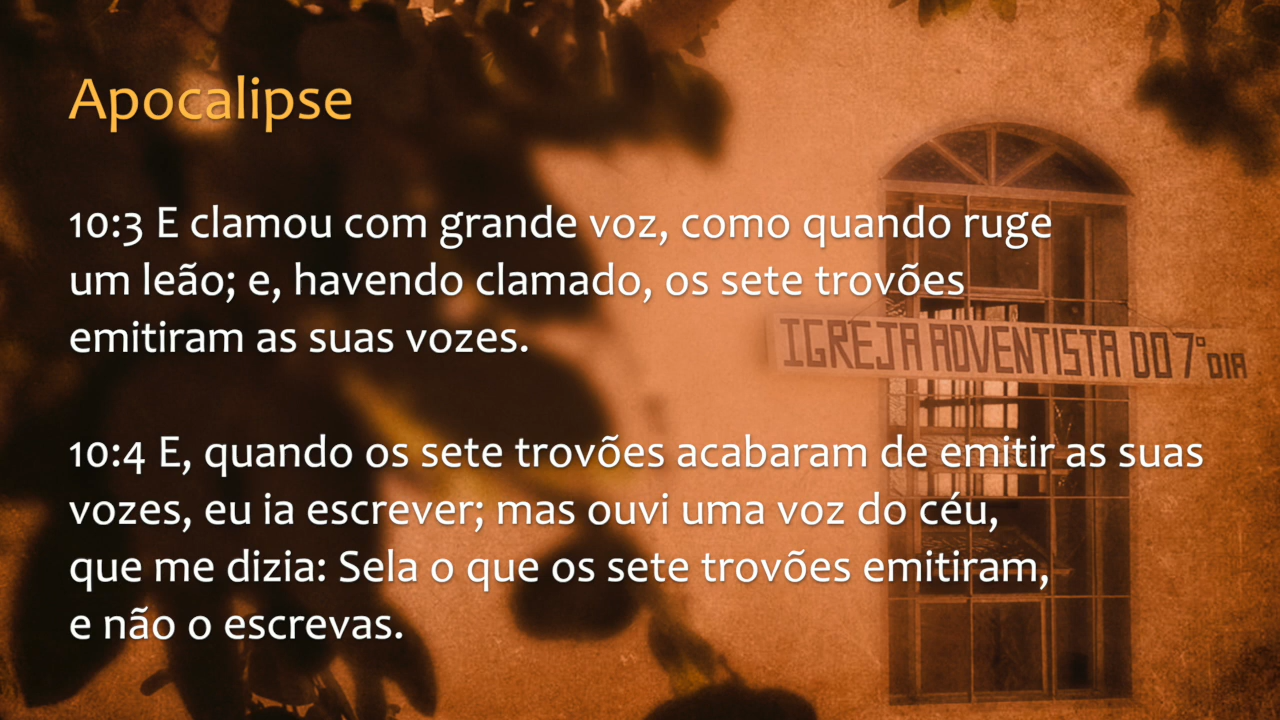 Apocalipse
10:3 E clamou com grande voz, como quando ruge
um leão; e, havendo clamado, os sete trovões
emitiram as suas vozes.
IGREJA ADVENTISTA DO 7° DIA
10:4 E, quando os sete trovões acabaram de emitir as suas
vozes, eu ia escrever; mas ouvi uma voz do céu,
que me dizia: Sela o que os sete trovões emitiram,
e não o escrevas.